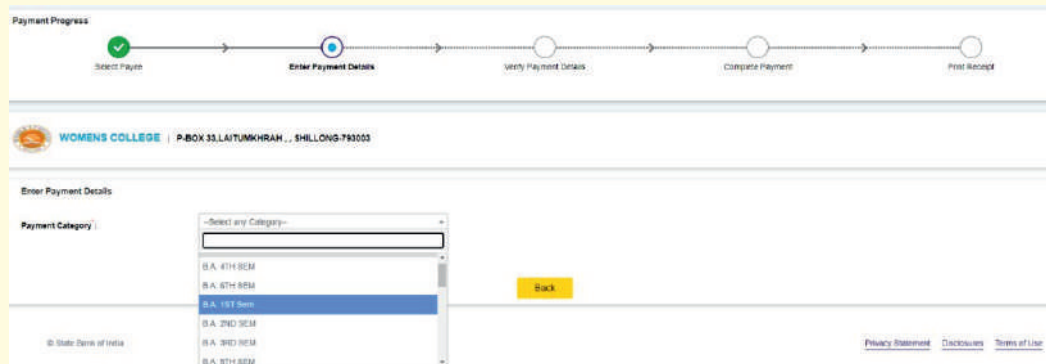 Payment Progress
Select Payee
Enter Payment Details
Verify Payment Details
Complete Payment
Print Receipt
WOMENS COLLEGE | P-BOX 33,LAITUMKHRAH , , SHILLONG-793003
Enter Payment Details
Payment Category * :
--Select any Category--
B.A. 4TH SEM
B.A. 6TH SEM
B.A. 1ST Sem
B.A. 2ND SEM
B.A. 3RD SEM
B.A. 5TH SEM
Back
© State Bank of India
Privacy Statement
Disclosures
Terms of Use